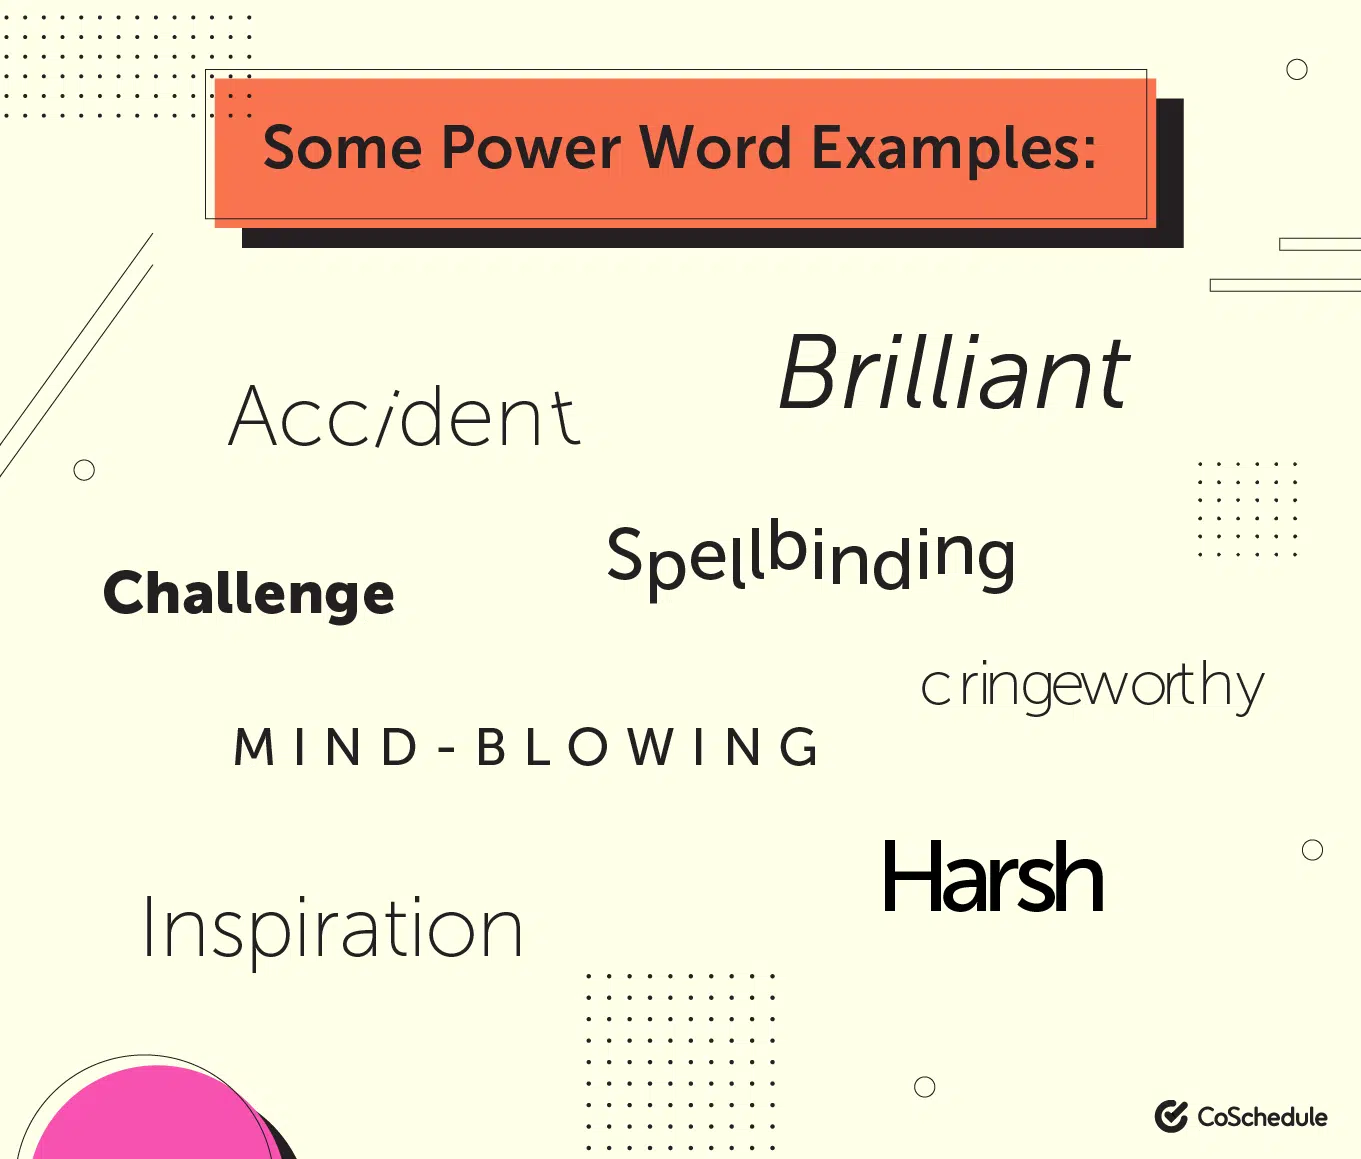 Some Power Word Examples:
Brilliant
Accident
Spellbinding
Challenge
cringeworthy
MIND-BLOWING
Harsh
Inspiration
CoSchedule